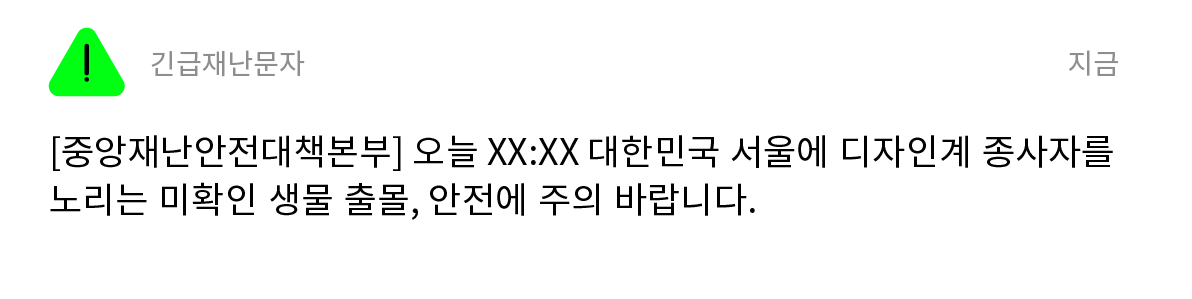 긴급재난문자 지금
[중앙재난안전대책본부] 오늘 XX:XX 대한민국 서울에 디자인계 종사자를
노리는 미확인 생물 출몰, 안전에 주의 바랍니다.